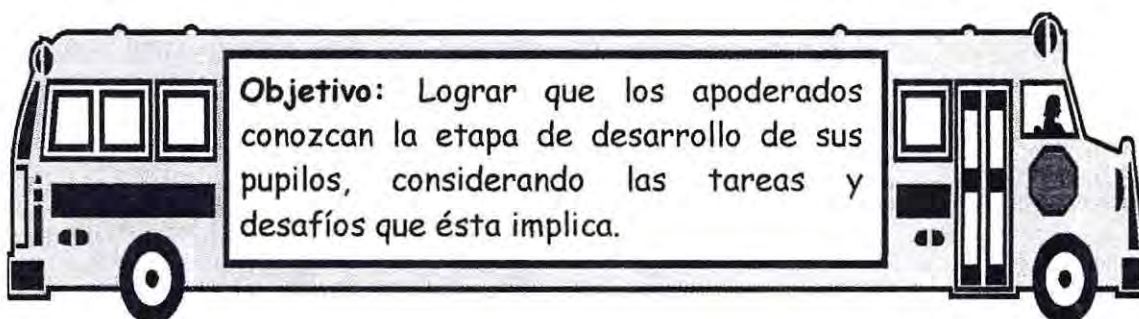 Objetivo: Lograr que los apoderados
conozcan la etapa de desarrollo de sus
pupilos, considerando las tareas y
desafíos que ésta implica.